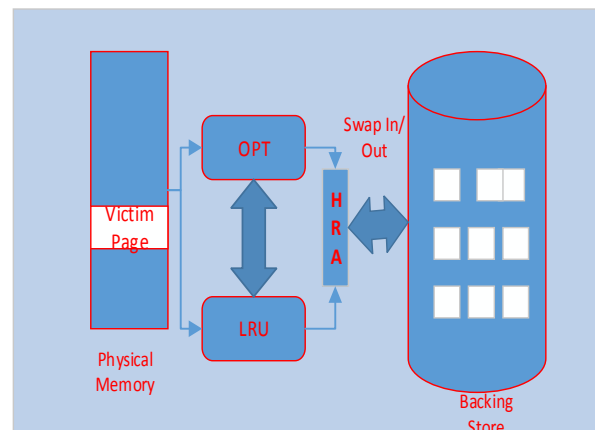 OPT
Swap In/
Out
Victim
Page
H
R
A
LRU
Physical
Memory
Backing
Store